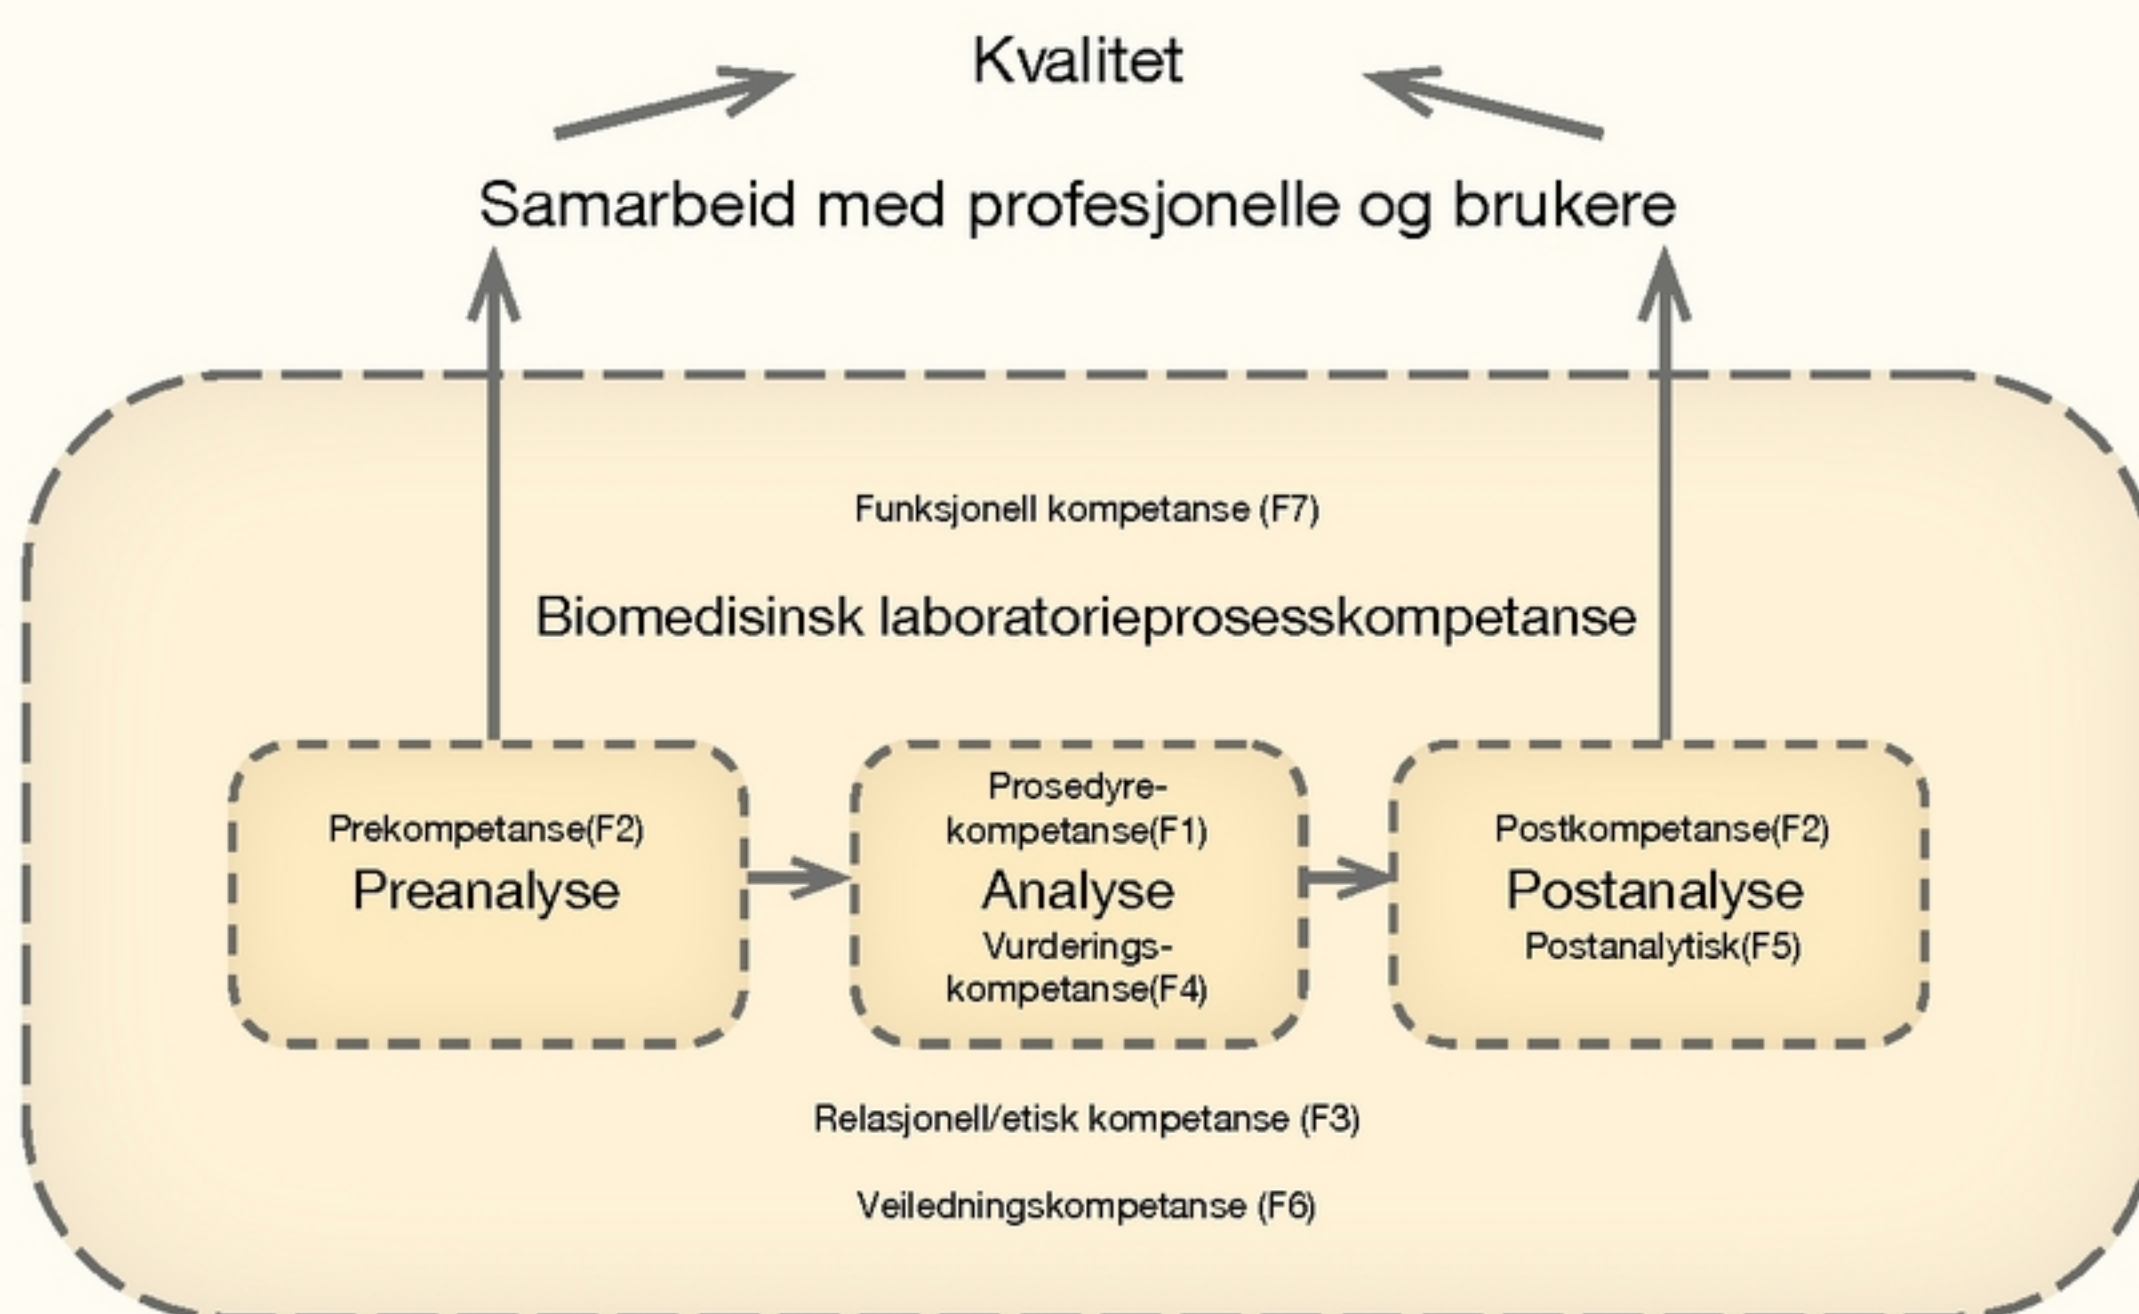 Kvalitet
Samarbeid med profesjonelle og brukere
Funksjonell kompetanse (F7)
Biomedisinsk laboratorieprosesskompetanse
Prekompetanse(F2)
Preanalyse
Prosedyre-
kompetanse(F1)
Analyse
Vurderings-
kompetanse(F4)
Postkompetanse(F2)
Postanalyse
Postanalytisk(F5)
Relasjonell/etisk kompetanse (F3)
Veiledningskompetanse (F6)